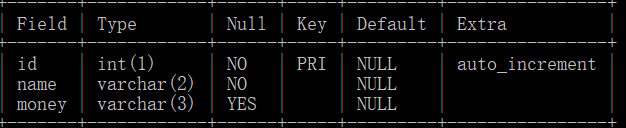 Field Type Null Key Default Extra
id int(1) NO PRI NULL auto_increment
name varchar(2) NO NULL
money varchar(3) YES NULL